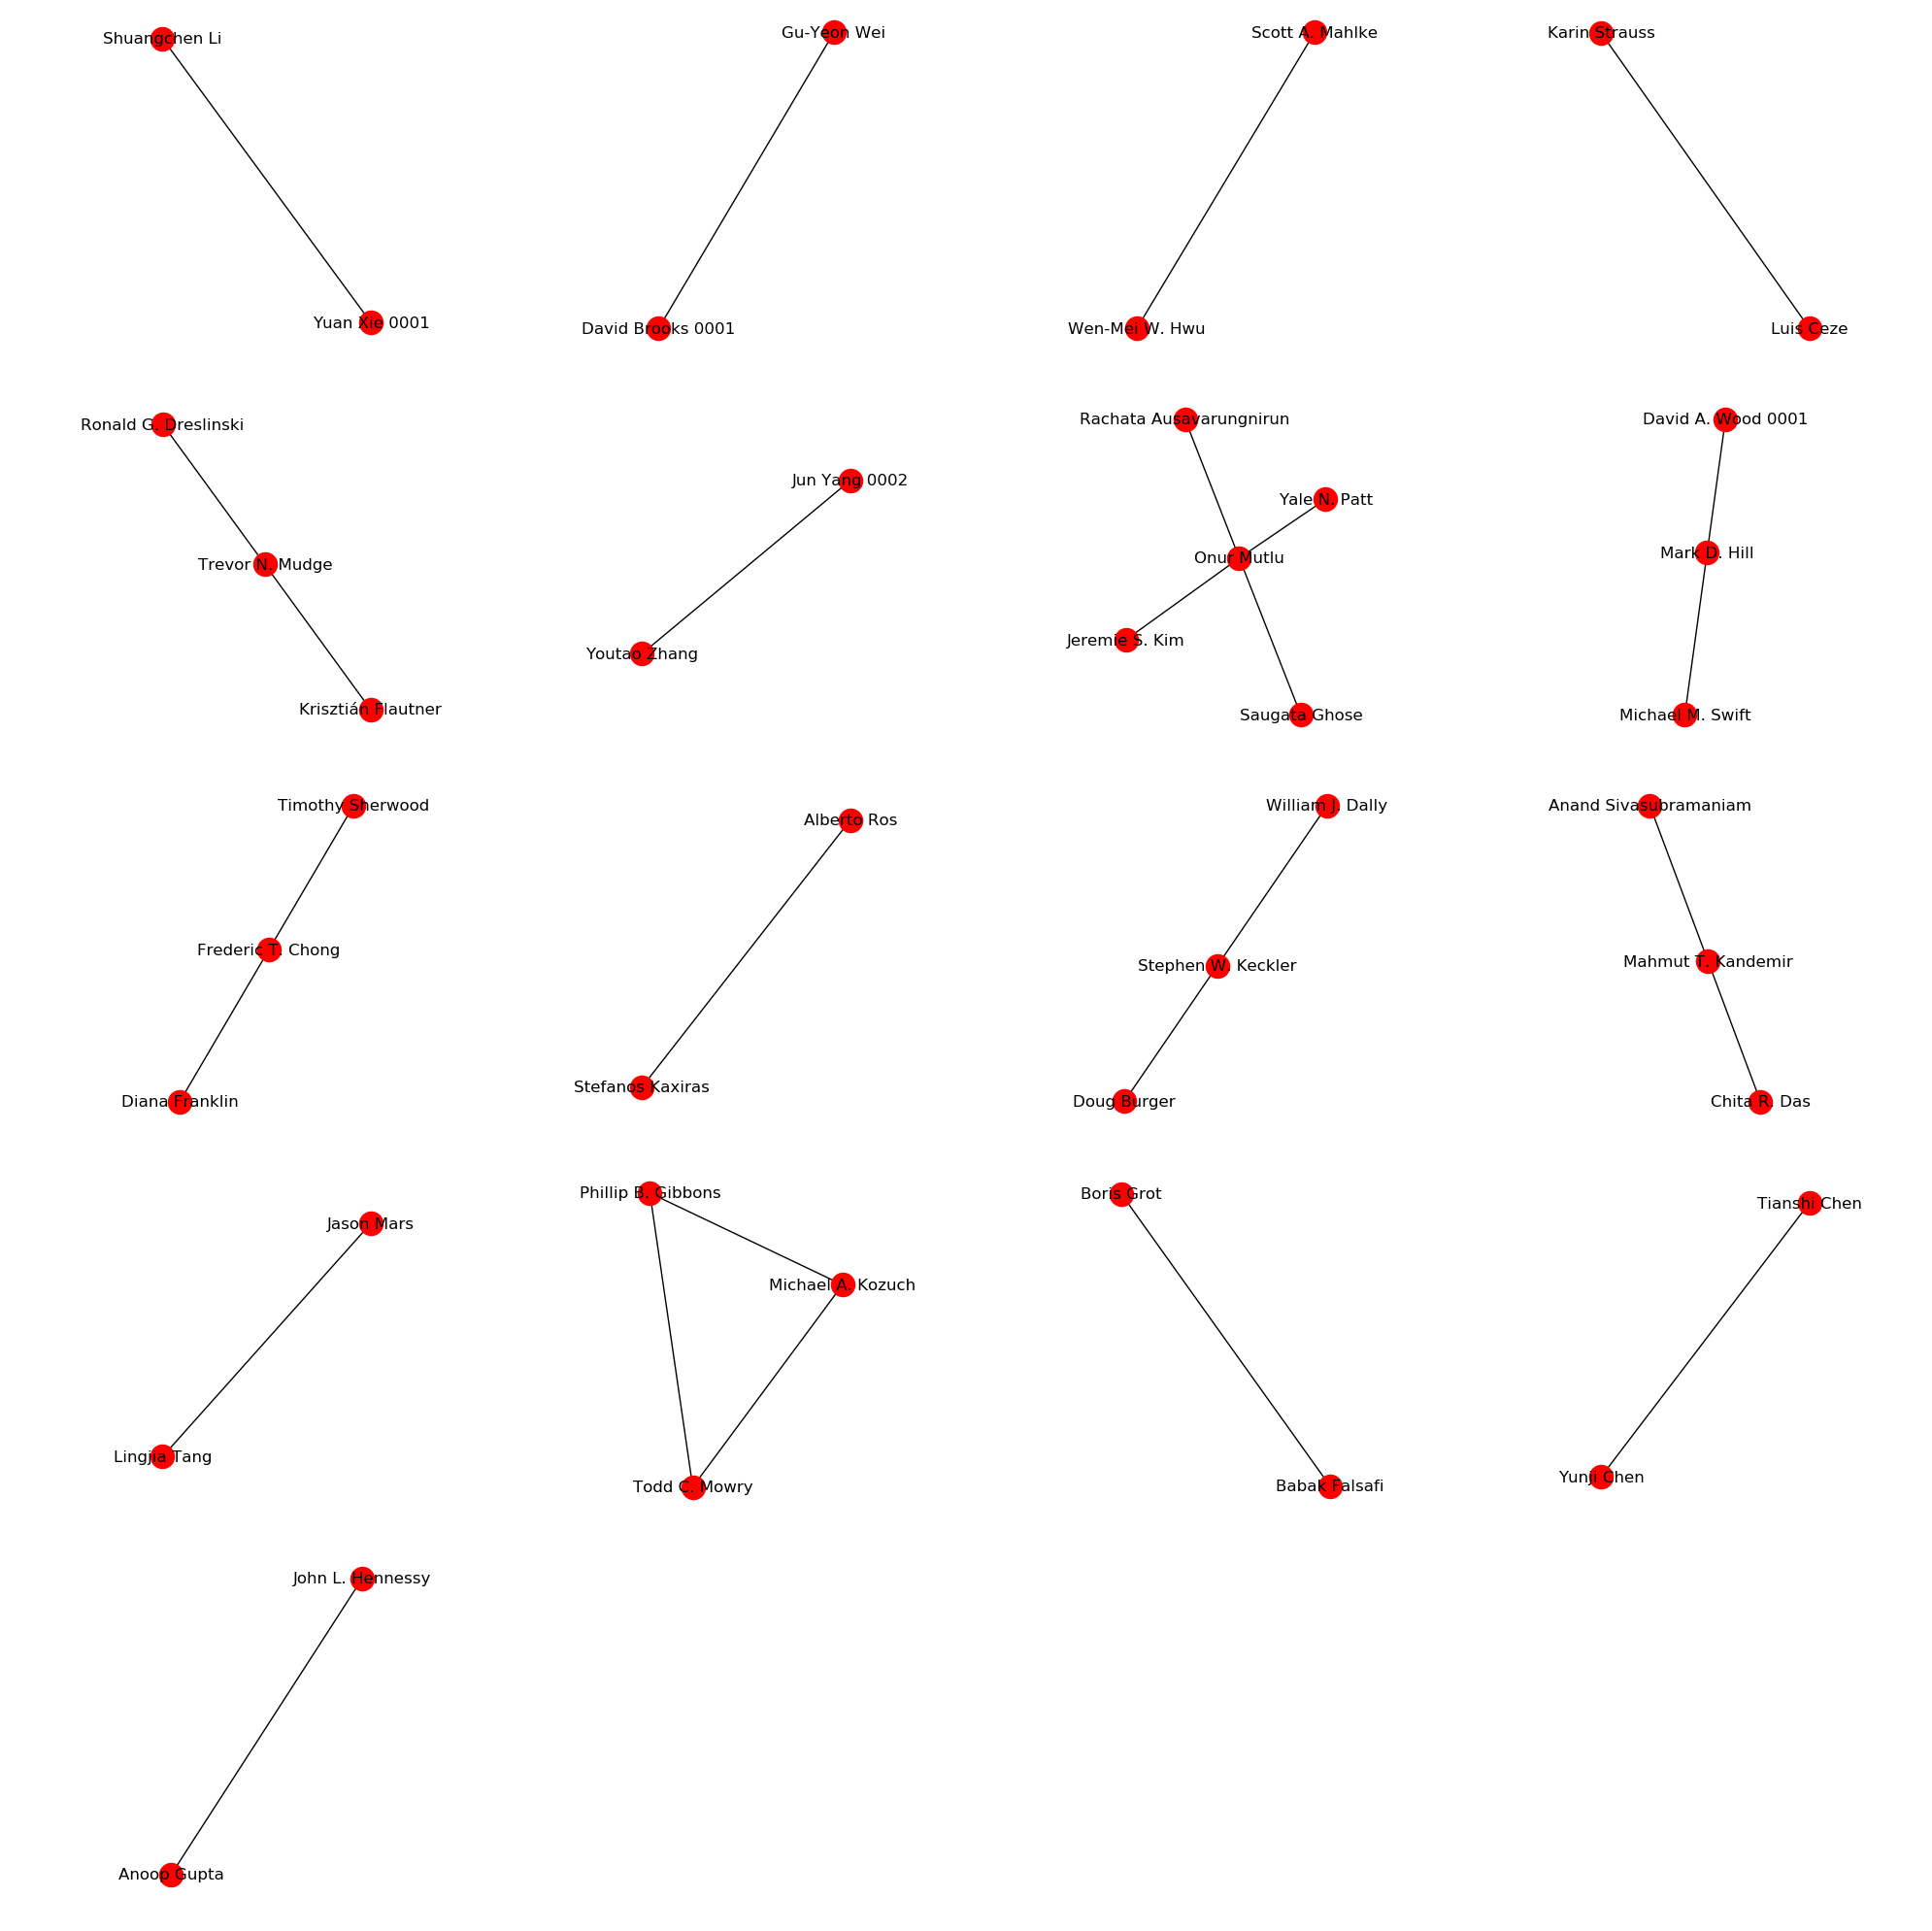 Shuangchen Li
Gu-Yeon Wei
Scott A. Mahlke
Karin Strauss
Yuan Xie 0001
David Brooks 0001
Wen-Mei W. Hwu
Luis Ceze
Ronald G. Dreslinski
Jun Yang 0002
Rachata Ausavarungnirun
David A. Wood 0001
Yale N. Patt
Trevor N. Mudge
Onur Mutlu
Mark D. Hill
Youtao Zhang
Jeremie S. Kim
Krisztián Flautner
Saugata Ghose
Michael M. Swift
Timothy Sherwood
Alberto Ros
William J. Dally
Anand Sivasubramaniam
Frederic T. Chong
Stephen W. Keckler
Mahmut T. Kandemir
Diana Franklin
Stefanos Kaxiras
Doug Burger
Chita R. Das
Jason Mars
Phillip B. Gibbons
Boris Grot
Tianshi Chen
Michael A. Kozuch
Lingjia Tang
Todd C. Mowry
Babak Falsafi
Yunji Chen
John L. Hennessy
Anoop Gupta